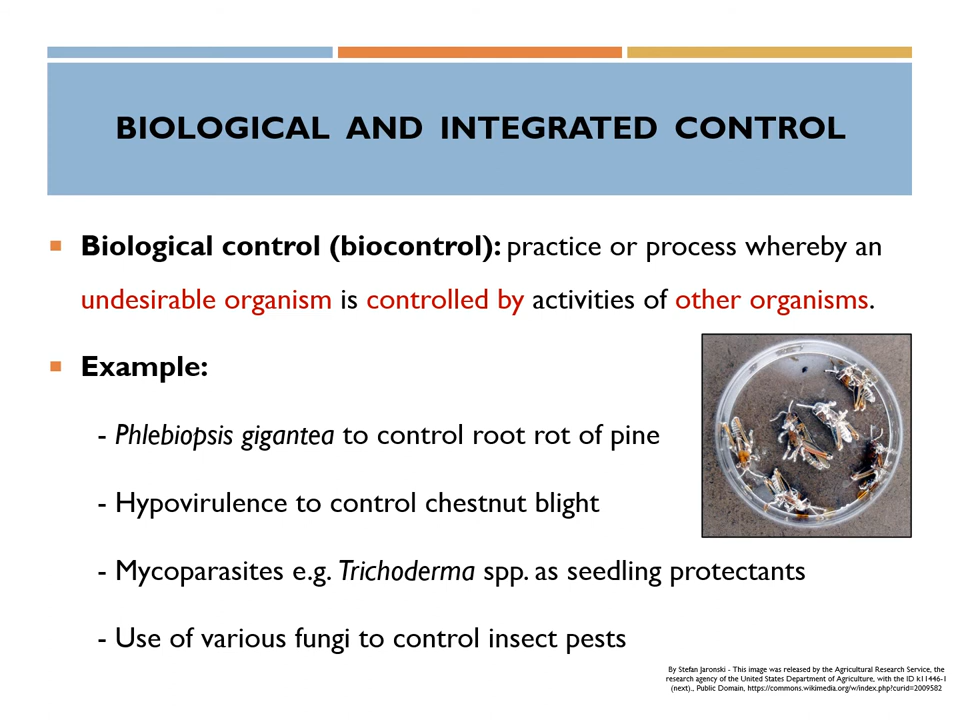 BIOLOGICAL AND INTEGRATED CONTROL
Biological control (biocontrol): practice or process whereby an
undesirable organism is controlled by activities of other organisms.
Example:
- Phlebiopsis gigantea to control root rot of pine
- Hypovirulence to control chestnut blight
- Mycoparasites e.g. Trichoderma spp. as seedling protectants
- Use of various fungi to control insect pests
By Stefan Jaronski - This image was released by the Agricultural Research Service, the
research agency of the United States Department of Agriculture, with the ID k11446-1
(next)., Public Domain, https://commons.wikimedia.org/w/index.php?curid=2009582